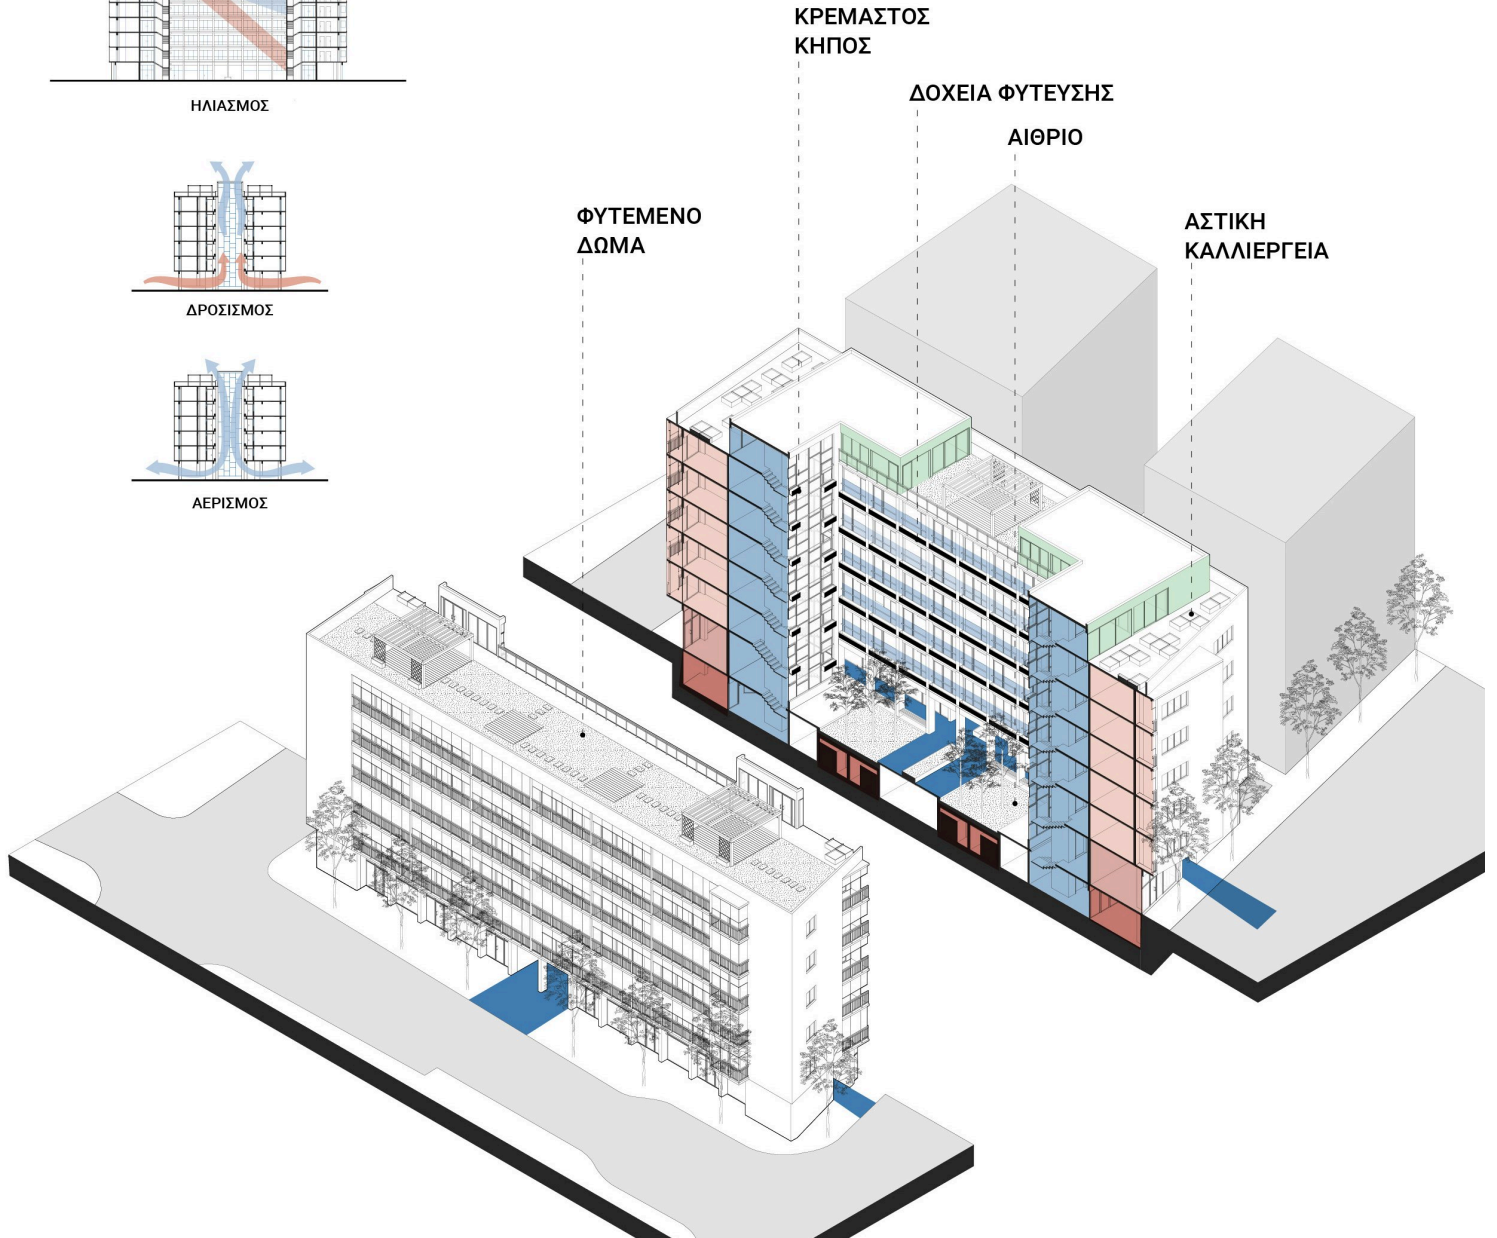 ΚΡΕΜΑΣΤΟΣ
ΚΗΠΟΣ
ΔΟΧΕΙΑ ΦΥΤΕΥΣΗΣ
ΑΙΘΡΙΟ
ΦΥΤΕΜΕΝΟ
ΔΩΜΑ
ΑΣΤΙΚΗ
ΚΑΛΛΙΕΡΓΕΙΑ
ΗΛΙΑΣΜΟΣ
ΔΡΟΣΙΣΜΟΣ
ΑΕΡΙΣΜΟΣ